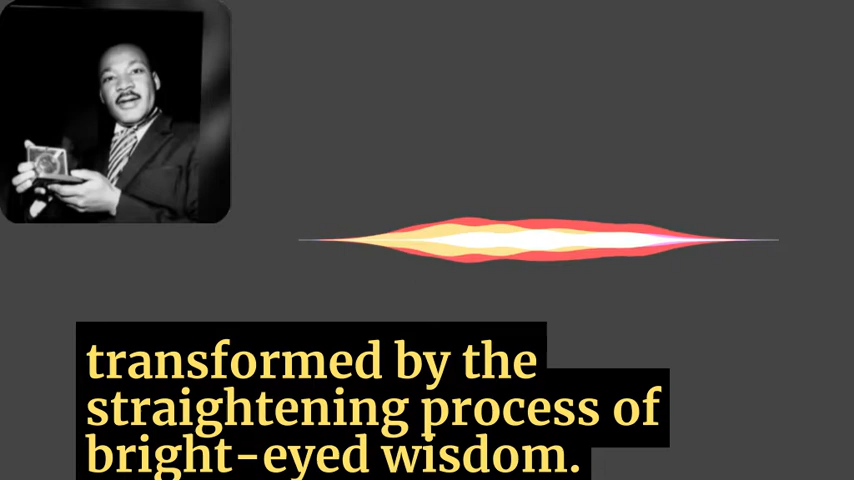 transformed by the
straightening process of
bright-eyed wisdom.